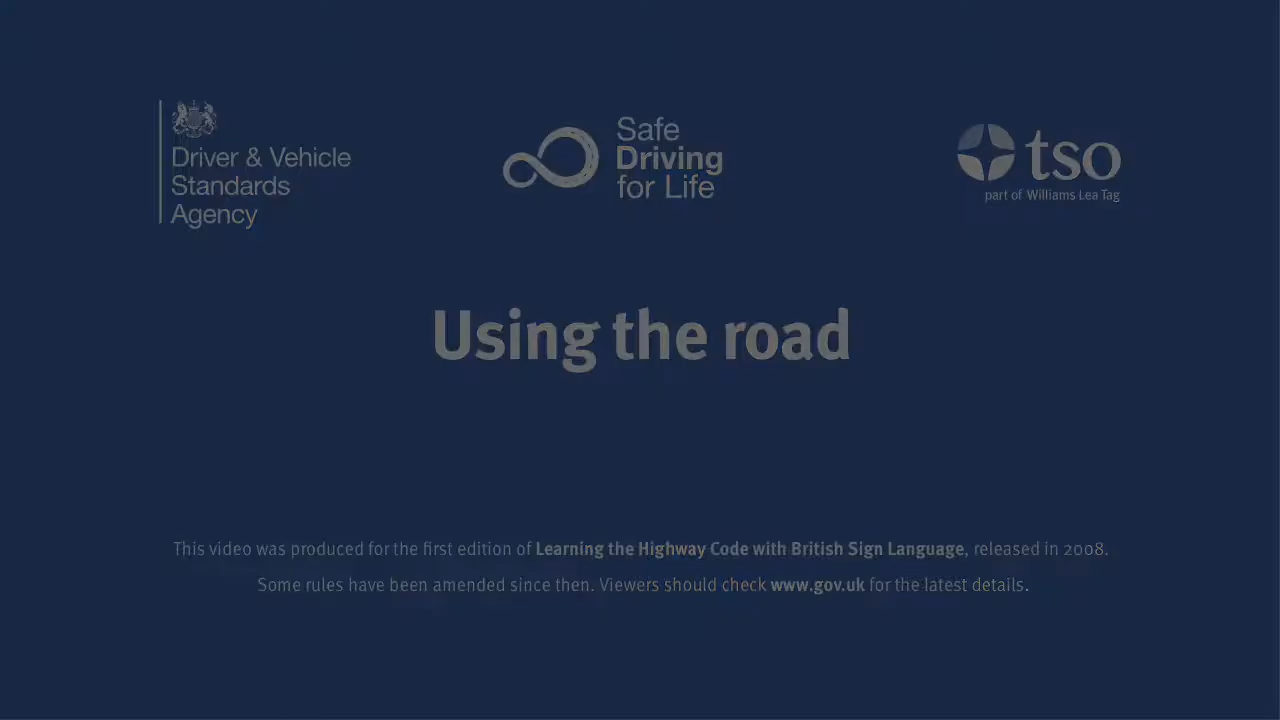 Driver & Vehicle
Standards
Agency
Safe
Driving
for Life
tso
part of Williams Lea Tag
Using the road
This video was produced for the first edition of Learning the Highway Code with British Sign Language, released in 2008.
Some rules have been amended since then. Viewers should check www.gov.uk for the latest details.